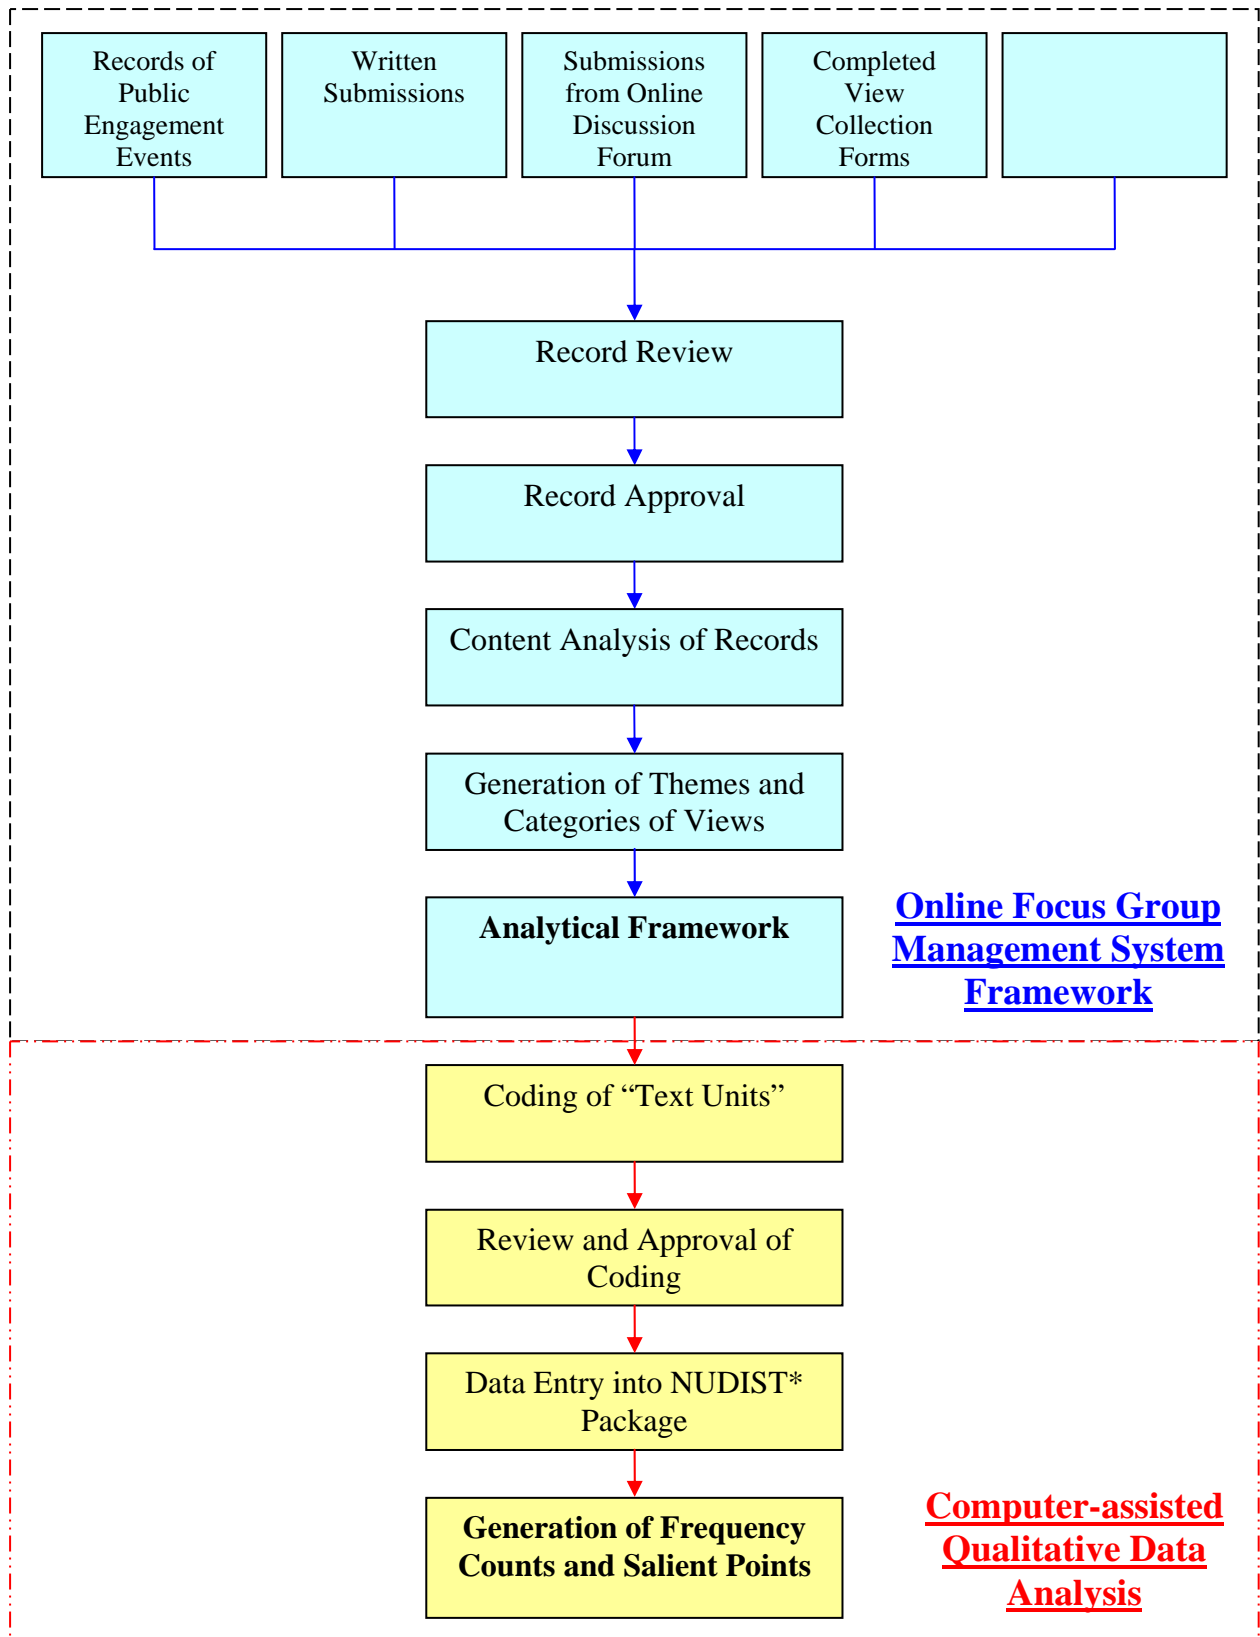 Records of
Public
Engagement
Events
Written
Submissions
Submissions
from Online
Discussion
Forum
Completed
View
Collection
Forms
Record Review
Record Approval
Content Analysis of Records
Generation of Themes and
Categories of Views
Analytical Framework
Online Focus Group
Management System
Framework
Coding of “Text Units”
Review and Approval of
Coding
Data Entry into NUDIST*
Package
Generation of Frequency
Counts and Salient Points
Computer-assisted
Qualitative Data
Analysis